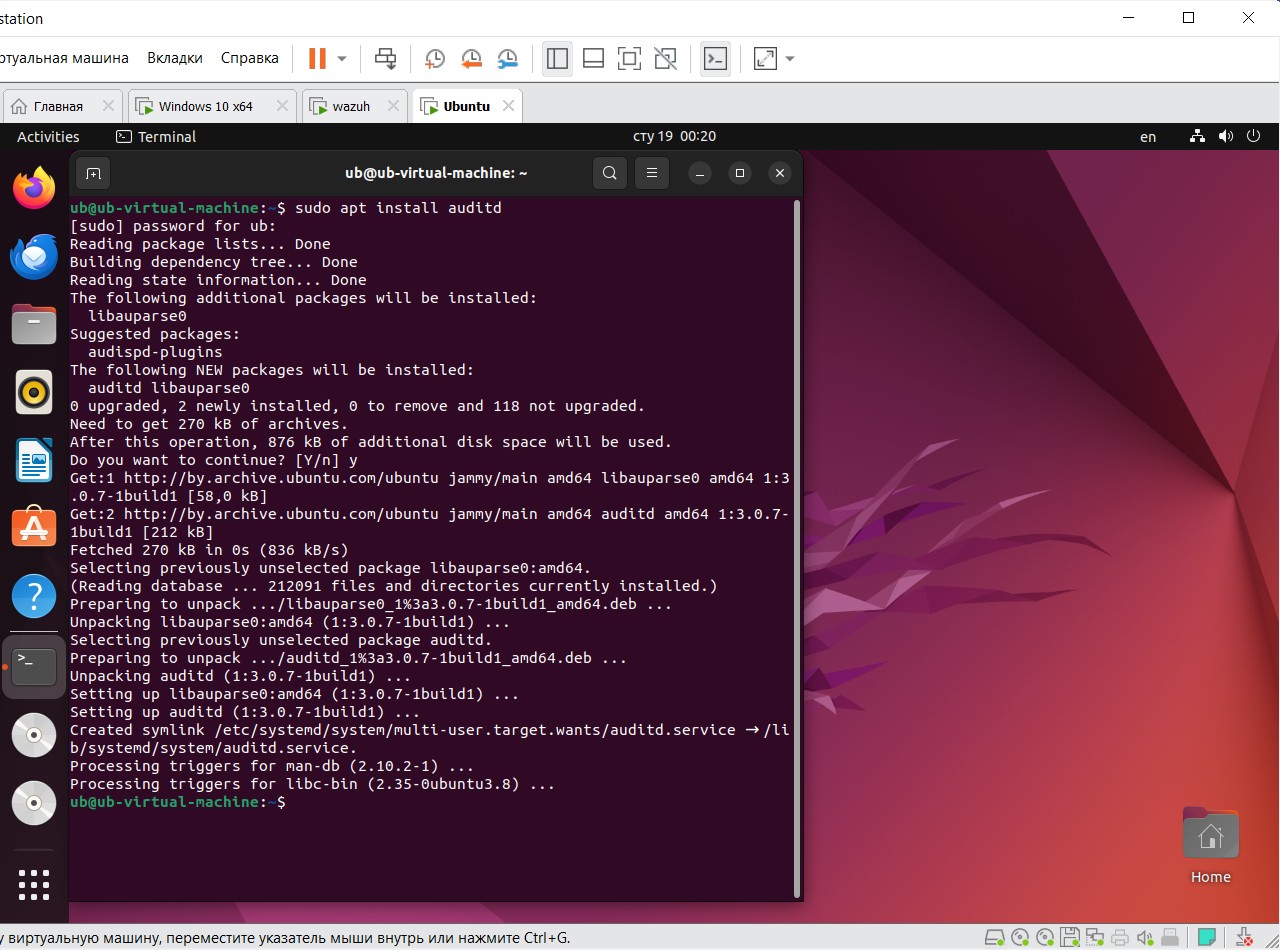 station
ртуальная машина Вкладки Справка
Главная Windows 10 x64 wazuh Ubuntu
Activities Terminal сту 19 00:20 en
ub@ub-virtual-machine: ~
ub@ub-virtual-machine:~$ sudo apt install auditd
[sudo] password for ub:
Reading package lists... Done
Building dependency tree... Done
Reading state information... Done
The following additional packages will be installed:
libauparse0
Suggested packages:
audispd-plugins
The following NEW packages will be installed:
auditd libauparse0
0 upgraded, 2 newly installed, 0 to remove and 118 not upgraded.
Need to get 270 kB of archives.
After this operation, 876 kB of additional disk space will be used.
Do you want to continue? [Y/n] y
Get:1 http://by.archive.ubuntu.com/ubuntu jammy/main amd64 libauparse0 amd64 1:3
.0.7-1build1 [58,0 kB]
Get:2 http://by.archive.ubuntu.com/ubuntu jammy/main amd64 auditd amd64 1:3.0.7-
1build1 [212 kB]
Fetched 270 kB in 0s (836 kB/s)
Selecting previously unselected package libauparse0:amd64.
(Reading database ... 212091 files and directories currently installed.)
Preparing to unpack .../libauparse0_1%3a3.0.7-1build1_amd64.deb ...
Unpacking libauparse0:amd64 (1:3.0.7-1build1) ...
Selecting previously unselected package auditd.
Preparing to unpack .../auditd_1%3a3.0.7-1build1_amd64.deb ...
Unpacking auditd (1:3.0.7-1build1) ...
Setting up libauparse0:amd64 (1:3.0.7-1build1) ...
Setting up auditd (1:3.0.7-1build1) ...
Created symlink /etc/systemd/system/multi-user.target.wants/auditd.service → /li
b/systemd/system/auditd.service.
Processing triggers for man-db (2.10.2-1) ...
Processing triggers for libc-bin (2.35-0ubuntu3.8) ...
ub@ub-virtual-machine:~$
Home
у виртуальную машину, переместите указатель мыши внутрь или нажмите Ctrl+G.